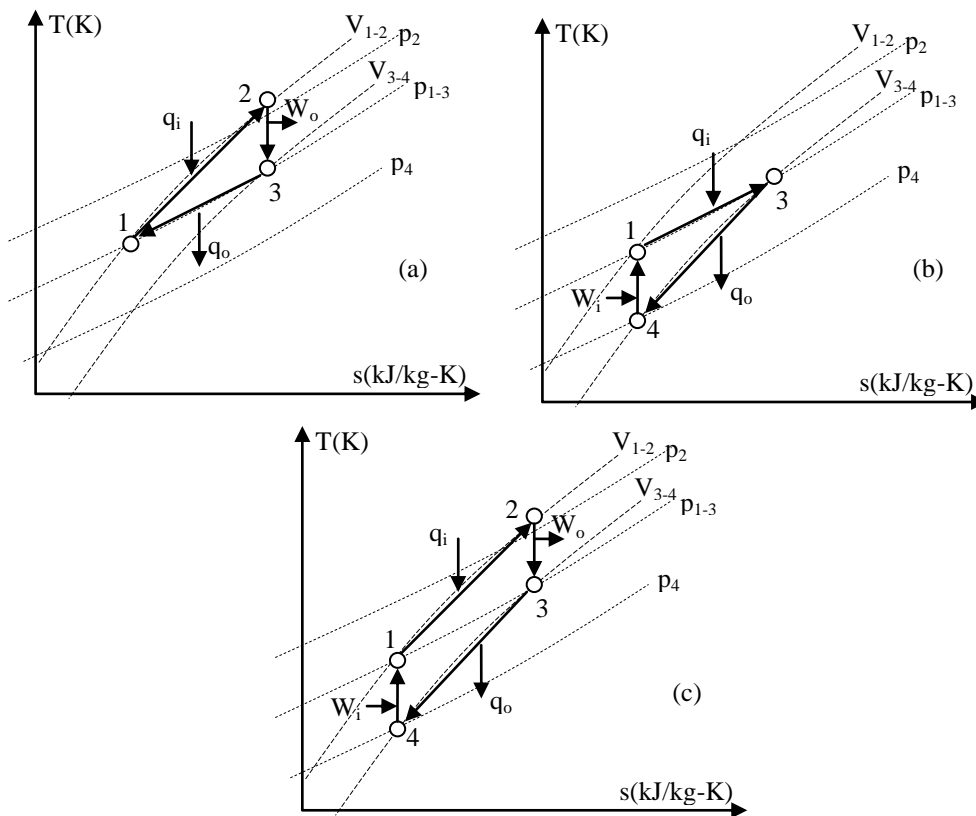 T(K)
V1-2
p2
V3-4
p1-3
p4
2
Wo
qi
3
1
qo
(a)
s(kJ/kg-K)
T(K)
V1-2
p2
V3-4
p1-3
p4
qi
3
1
Wi
qo
4
(b)
s(kJ/kg-K)
T(K)
V1-2
p2
V3-4
p1-3
p4
2
Wo
qi
3
1
Wi
qo
4
(c)
s(kJ/kg-K)